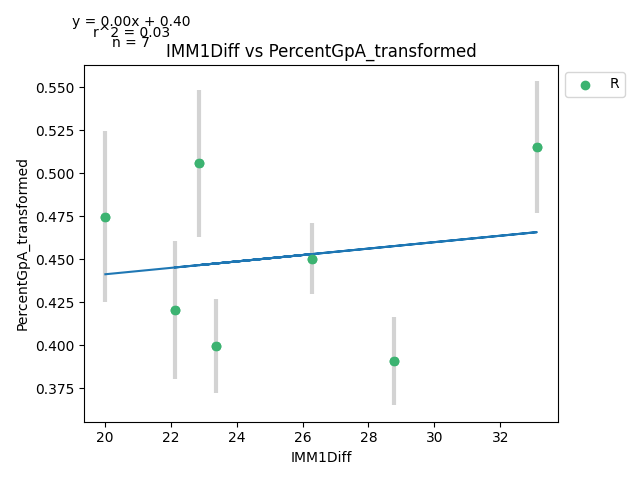 y = 0.00x + 0.40
r^2 = 0.03
n = 7
IMM1Diff vs PercentGpA_transformed
R
PercentGpA_transformed
0.550
0.525
0.500
0.475
0.450
0.425
0.400
0.375
20 22 24 26 28 30 32
IMM1Diff